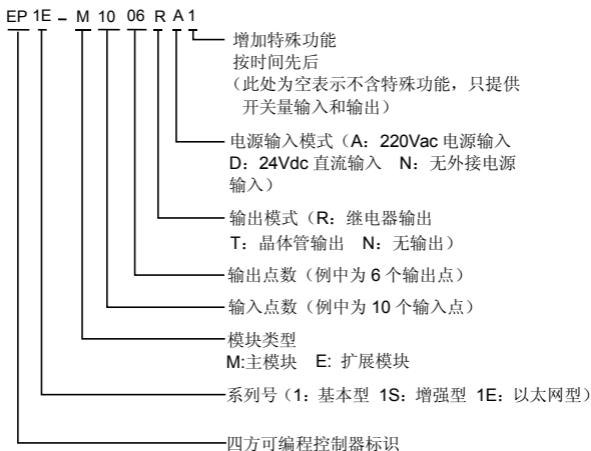 EP 1E – M 10 06 R A 1
增加特殊功能
按时间先后
（此处为空表示不含特殊功能，只提供
开关量输入和输出）
电源输入模式（A：220Vac 电源输入
D：24Vdc 直流输入 N：无外接电源
输入）
输出模式（R：继电器输出
T：晶体管输出 N：无输出）
输出点数（例中为 6 个输出点）
输入点数（例中为 10 个输入点）
模块类型
M:主模块 E: 扩展模块
系列号（1：基本型 1S：增强型 1E：以太网型）
四方可编程控制器标识